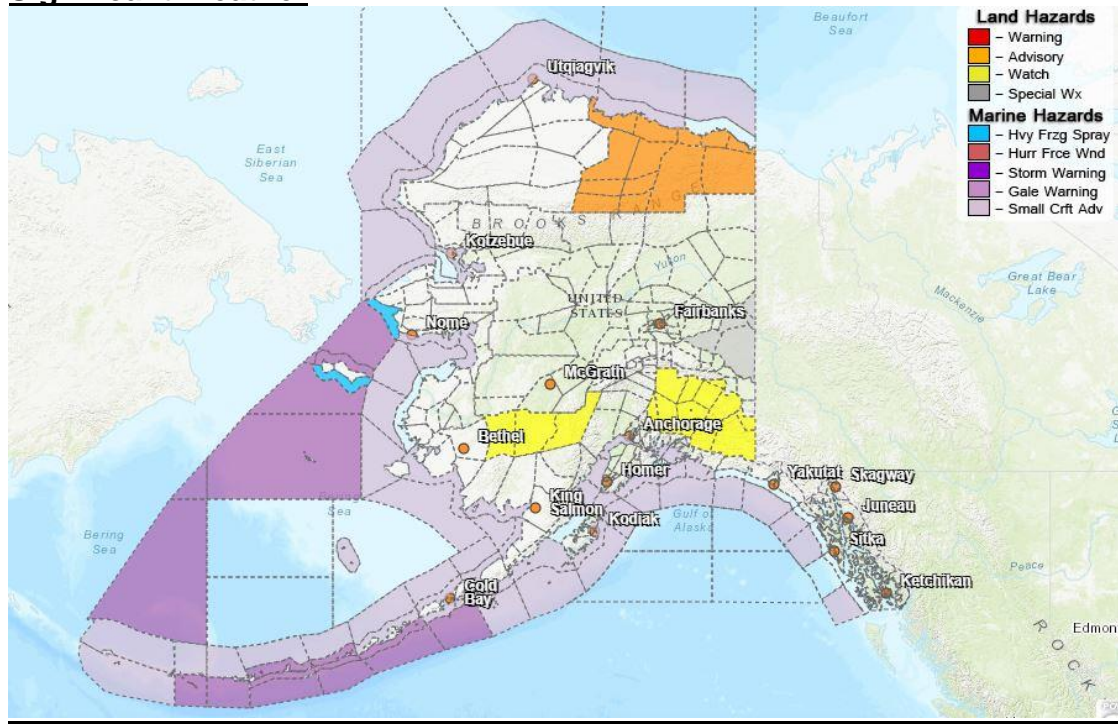 Beaufort
Sea
Land Hazards
– Warning
– Advisory
– Watch
– Special Wx
Marine Hazards
– Hvy Frzg Spray
– Hurr Frce Wnd
– Storm Warning
– Gale Warning
– Small Crft Adv
Utqiagvik
East
Siberian
Sea
BROOKS RANGE
Kotzebue
Yukon
Great Bear
Lake
Mackenzie
UNITED
STATES
Fairbanks
Nome
McGrath
Anchorage
Bethel
Homer
Yakutat
Skagway
King
Salmon
Juneau
Kodiak
Gulf of
Alaska
Sea
Sitka
Bering
Sea
Peace
Cold
Bay
Ketchikan
Edmon
ROCK